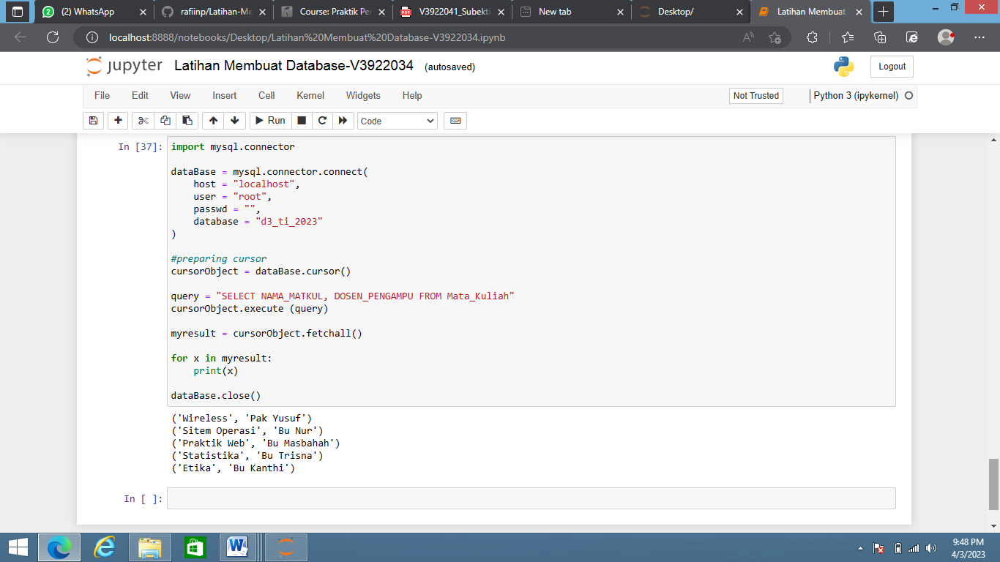 (2) WhatsApp
rafiinp/Latihan-Me
Course: Praktik Per
PDF
V3922041_Subekti
New tab
Desktop/
Latihan Membuat
localhost:8888/notebooks/Desktop/Latihan%20Membuat%20Database-V3922034.ipynb
jupyter Latihan Membuat Database-V3922034 (autosaved)
Logout
File Edit View Insert Cell Kernel Widgets Help
Not Trusted
Python 3 (ipykernel)
Run
Code
In [37]:
import mysql.connector
dataBase = mysql.connector.connect(
host = "localhost",
user = "root",
passwd = "",
database = "d3_ti_2023"
)
#preparing cursor
cursorObject = dataBase.cursor()
query = "SELECT NAMA_MATKUL, DOSEN_PENGAMPU FROM Mata_Kuliah"
cursorObject.execute (query)
myresult = cursorObject.fetchall()
for x in myresult:
print(x)
dataBase.close()
('Wireless', 'Pak Yusuf')
('Sitem Operasi', 'Bu Nur')
('Praktik Web', 'Bu Masbahah')
('Statistika', 'Bu Trisna')
('Etika', 'Bu Kanthi')
In [ ]:
9:48 PM
4/3/2023